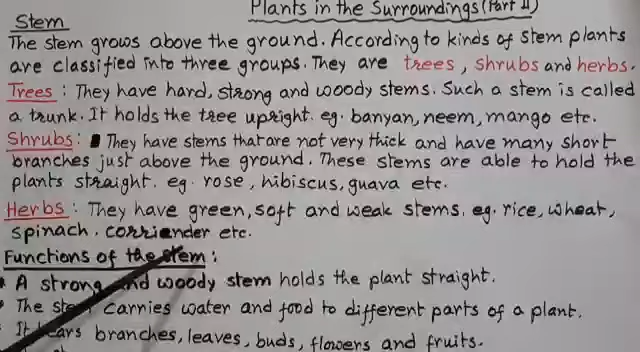 Plants in the Surroundings (Part II)
Stem
The stem grows above the ground. According to kinds of stem plants
are classified into three groups. They are trees, shrubs and herbs.
Trees : They have hard, strong and woody stems. Such a stem is called
a trunk. It holds the tree upright. eg. banyan, neem, mango etc.
Shrubs : They have stems that are not very thick and have many short
branches just above the ground. These stems are able to hold the
plants straight. eg. rose, hibiscus, guava etc.
Herbs : They have green, soft and weak stems. eg. rice, wheat,
spinach, corriender etc.
Functions of the stem :
A strong and woody stem holds the plant straight.
The stem carries water and food to different parts of a plant.
It bears branches, leaves, buds, flowers and fruits.